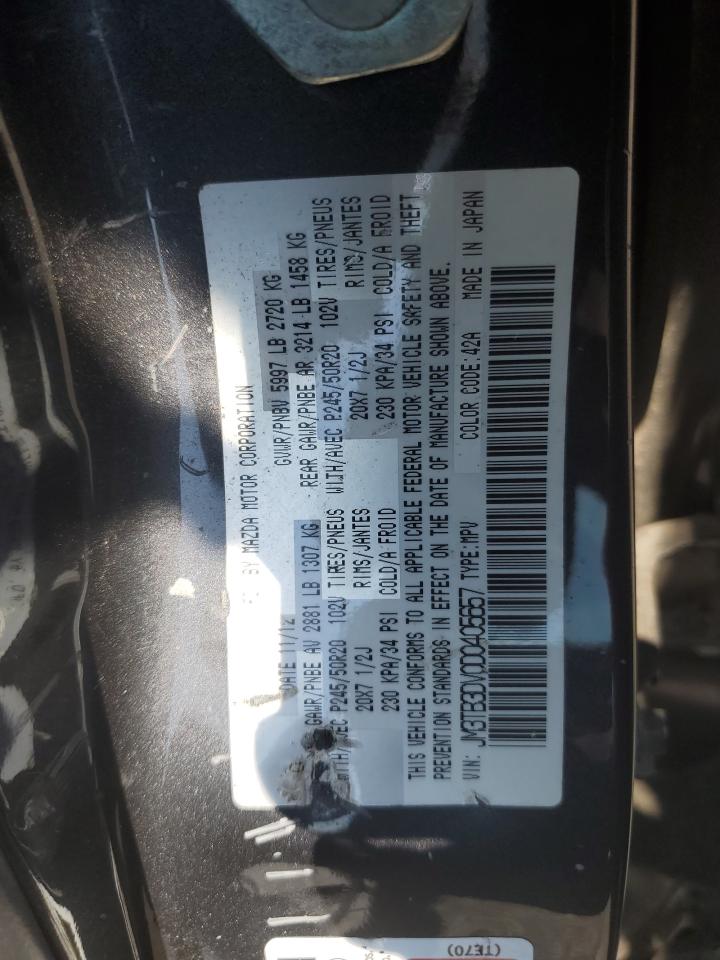 FD BY MAZDA MOTOR CORPORATION
DATE 11/12 GVWR/PNBV 5997 LB 2720 KG
GAWR/PNBE AV 2881 LB 1307 KG REAR GAWR/PNBE AR 3214 LB 1458 KG
WITH/AVEC P245/50R20 102V TIRES/PNEUS WITH/AVEC P245/50R20 102V TIRES/PNEUS
20X7 1/2J RIMS/JANTES 20X7 1/2J RIMS/JANTES
230 KPA/34 PSI COLD/A FROID 230 KPA/34 PSI COLD/A FROID
THIS VEHICLE CONFORMS TO ALL APPLICABLE FEDERAL MOTOR VEHICLE SAFETY AND THEFT
PREVENTION STANDARDS IN EFFECT ON THE DATE OF MANUFACTURE SHOWN ABOVE.
VIN: JM3TB3DV0D0405657 TYPE:MPV COLOR CODE:42A MADE IN JAPAN
(TE70)